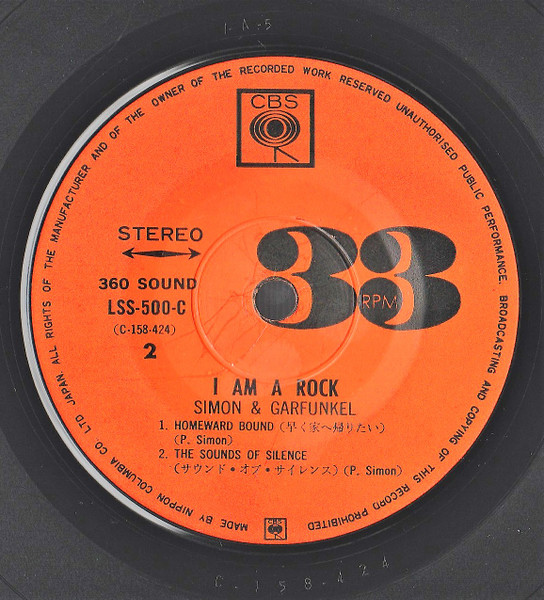 1 A-5
MADE BY NIPPON COLUMBIA CO LTD JAPAN, ALL RIGHTS OF THE MANUFACTURER AND OF THE OWNER OF THE RECORDED WORK RESERVED UNAUTHORISED PUBLIC PERFORMANCE, BROADCASTING AND COPYING OF THIS RECORD PROHIBITED
CBS
STEREO
33
RPM
360 SOUND
LSS-500-C
(C-158-424)
2
I AM A ROCK
SIMON & GARFUNKEL
1. HOMEWARD BOUND (早く家へ帰りたい)
(P. Simon)
2. THE SOUNDS OF SILENCE
(サウンド・オブ・サイレンス) (P. Simon)
CBS
C-158-424